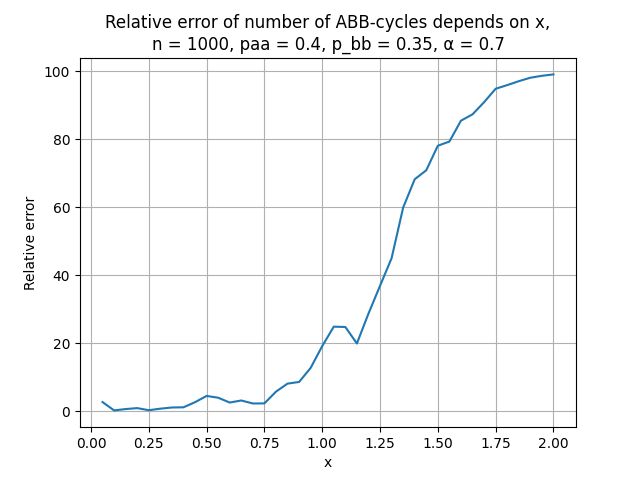 Relative error of number of ABB-cycles depends on x,
n = 1000, paa = 0.4, p_bb = 0.35, α = 0.7
100
80
60
40
20
0
Relative error
0.00 0.25 0.50 0.75 1.00 1.25 1.50 1.75 2.00
x